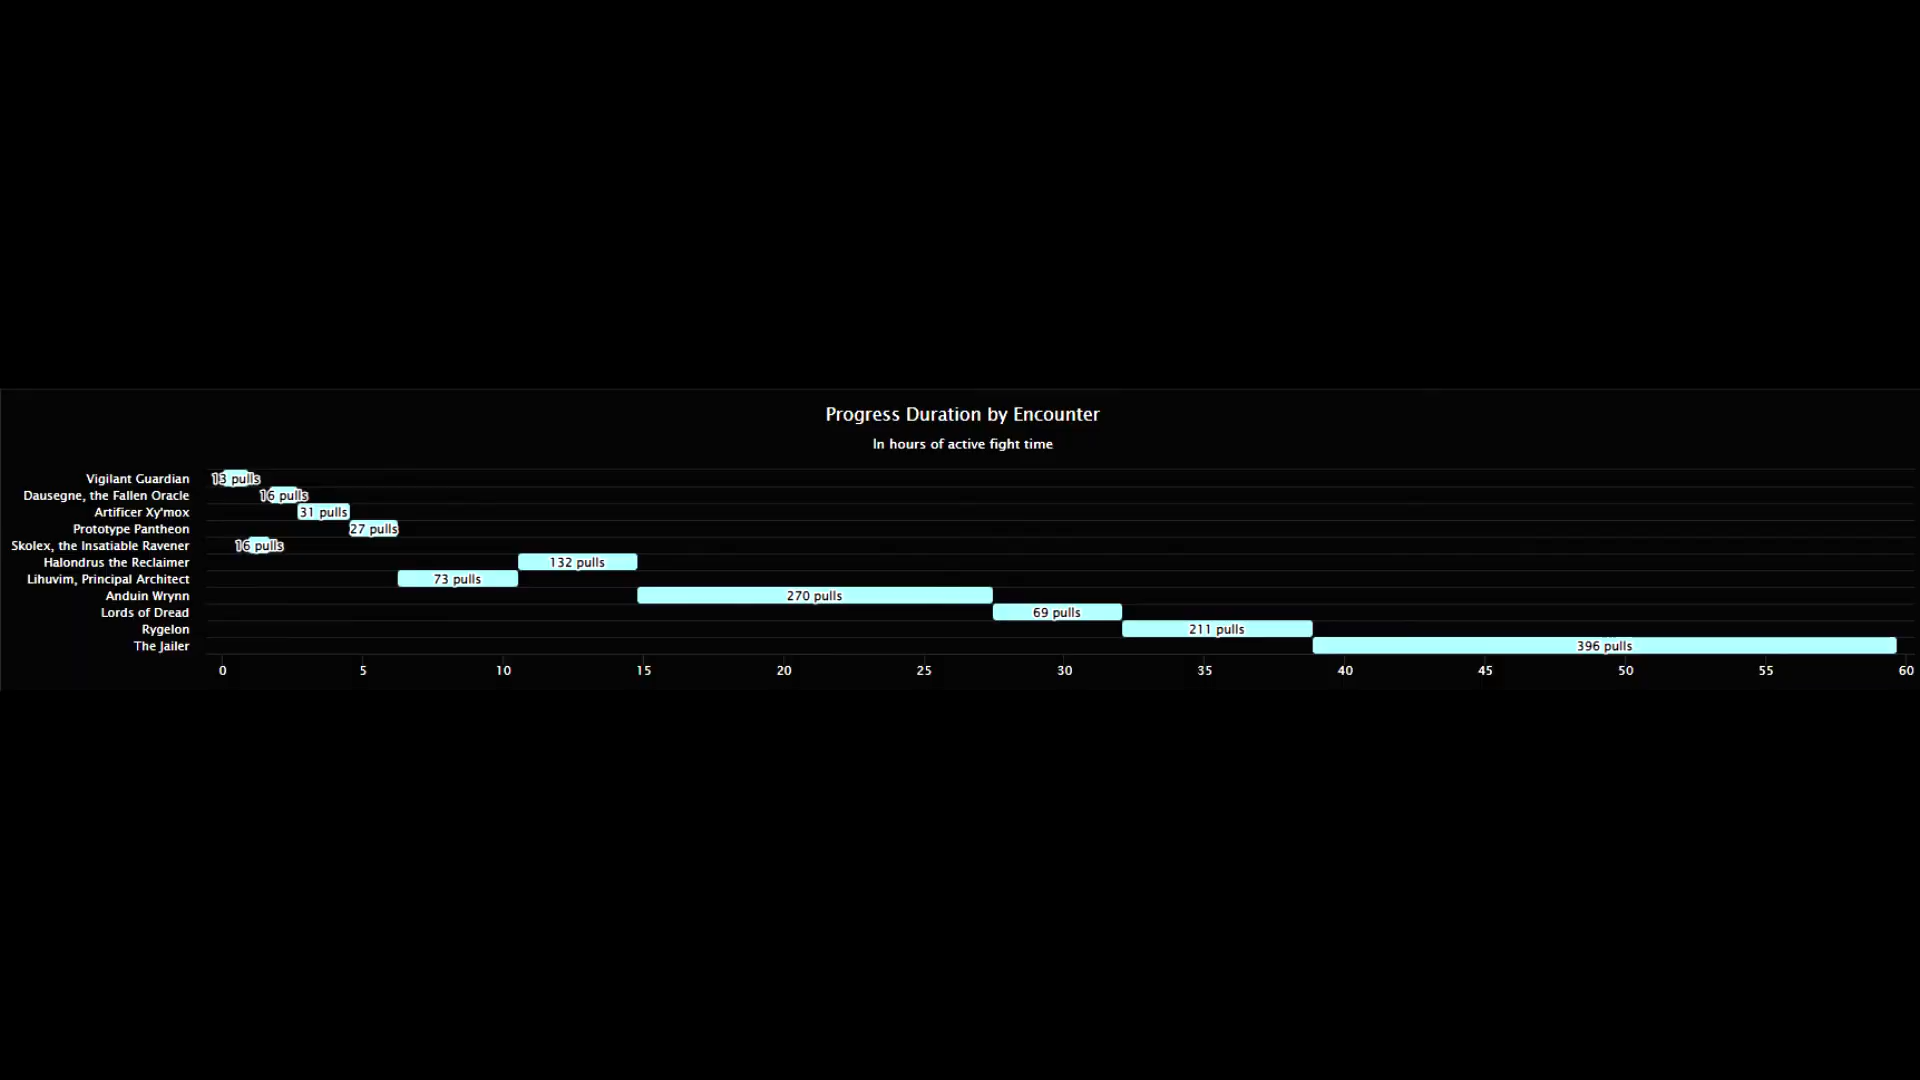 Progress Duration by Encounter
In hours of active fight time
Vigilant Guardian 13 pulls
Dausegne, the Fallen Oracle 16 pulls
Artificer Xy'mox 31 pulls
Prototype Pantheon 27 pulls
Skolex, the Insatiable Ravener 16 pulls
Halondrus the Reclaimer 132 pulls
Lihuvim, Principal Architect 73 pulls
Anduin Wrynn 270 pulls
Lords of Dread 69 pulls
Rygelon 211 pulls
The Jailer 396 pulls
0 5 10 15 20 25 30 35 40 45 50 55 60